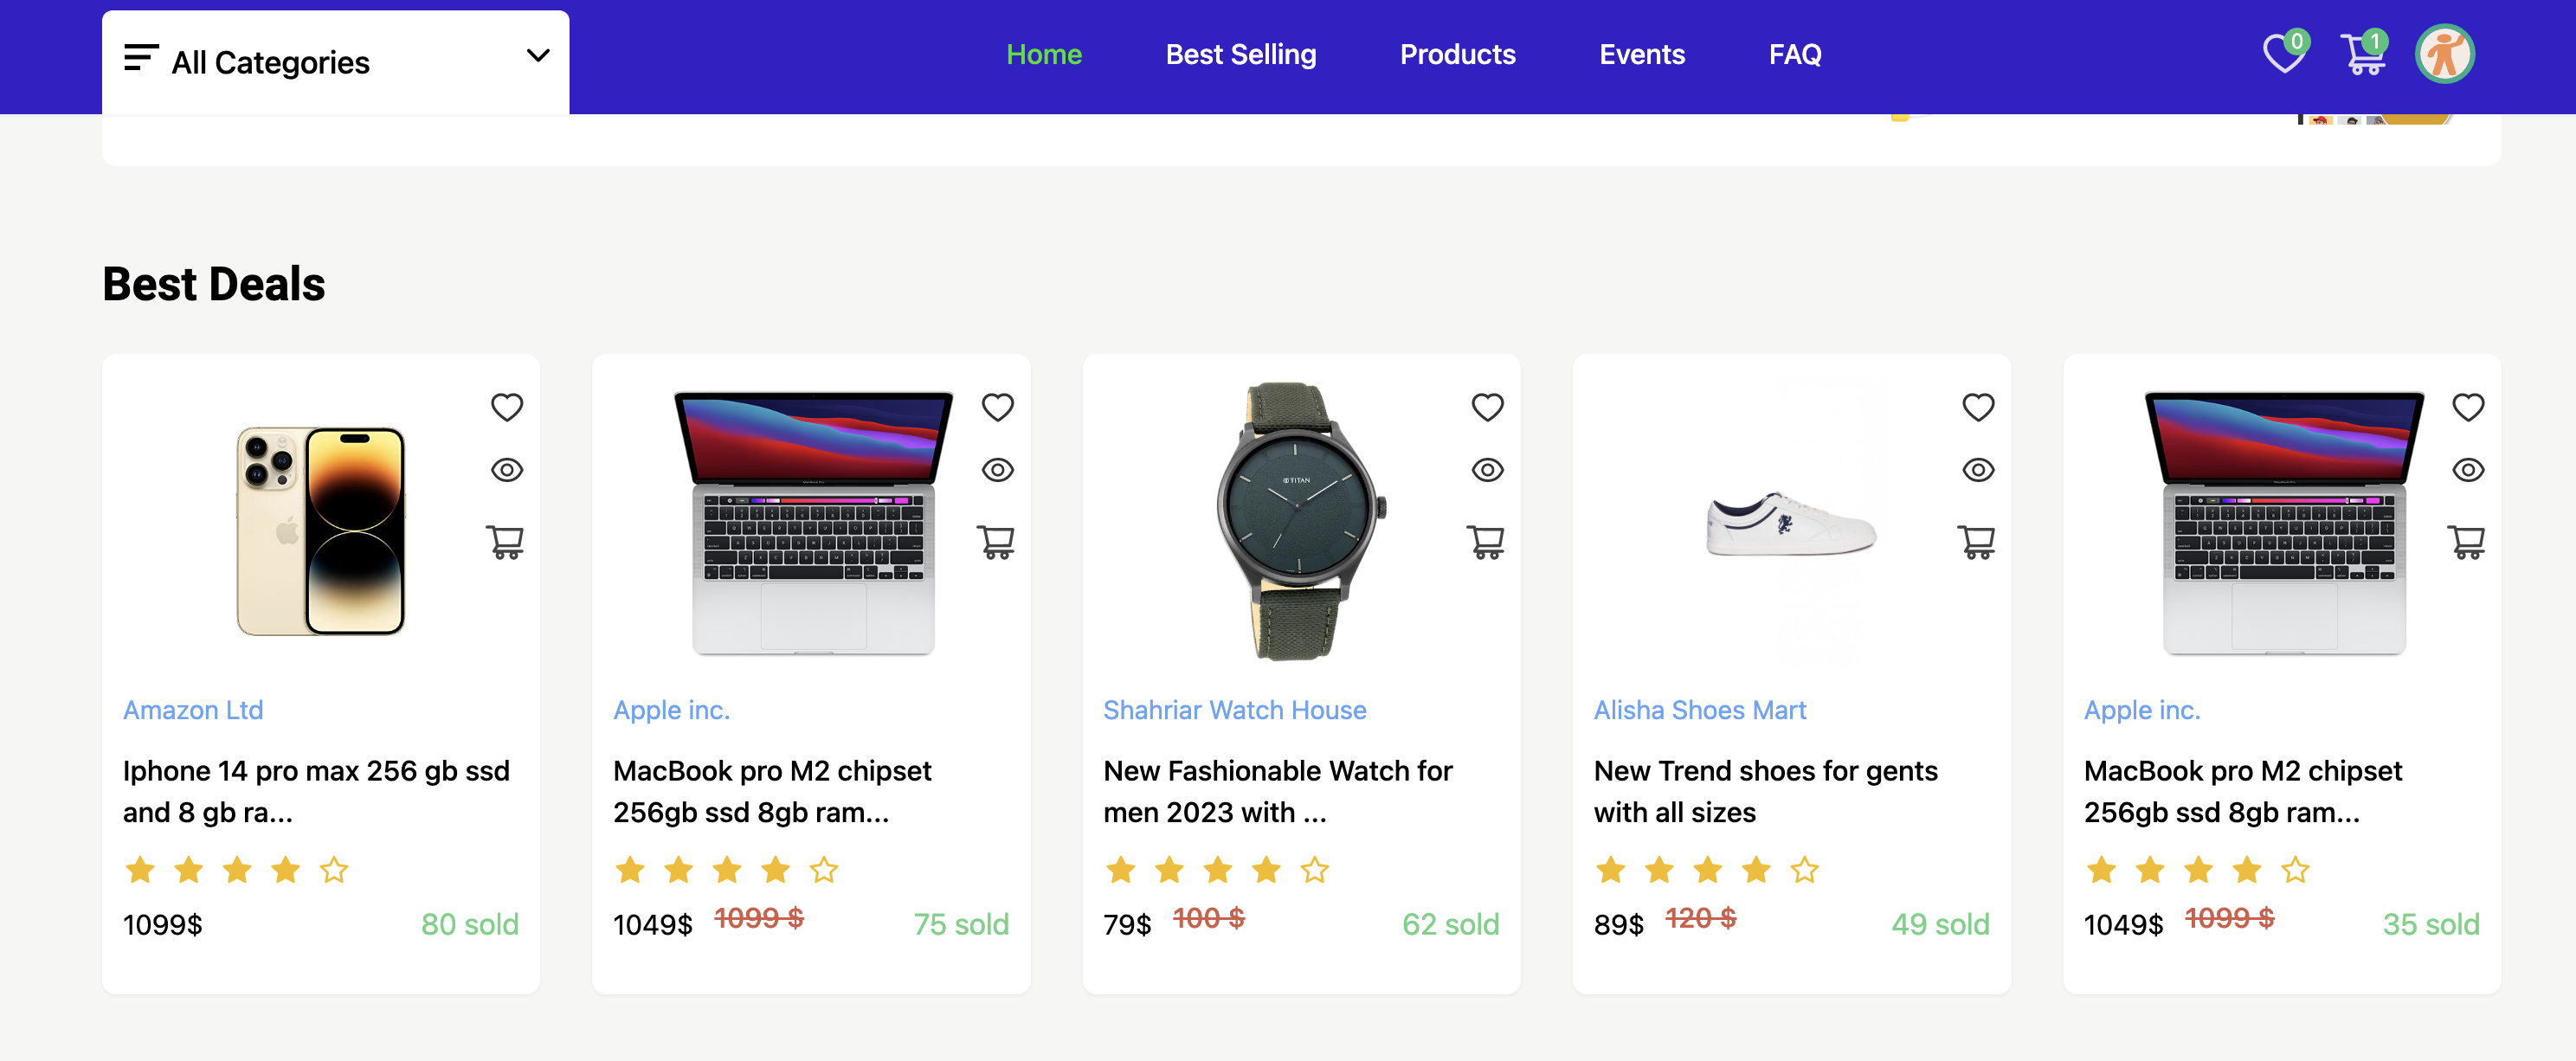 All Categories
Home
Best Selling
Products
Events
FAQ
0
1
Best Deals
Amazon Ltd
Iphone 14 pro max 256 gb ssd
and 8 gb ra...
1099$
80 sold
Apple inc.
MacBook pro M2 chipset
256gb ssd 8gb ram...
1049$ 1099 $
75 sold
TITAN
Shahriar Watch House
New Fashionable Watch for
men 2023 with ...
79$ 100 $
62 sold
Alisha Shoes Mart
New Trend shoes for gents
with all sizes
89$ 120 $
49 sold
Apple inc.
MacBook pro M2 chipset
256gb ssd 8gb ram...
1049$ 1099 $
35 sold